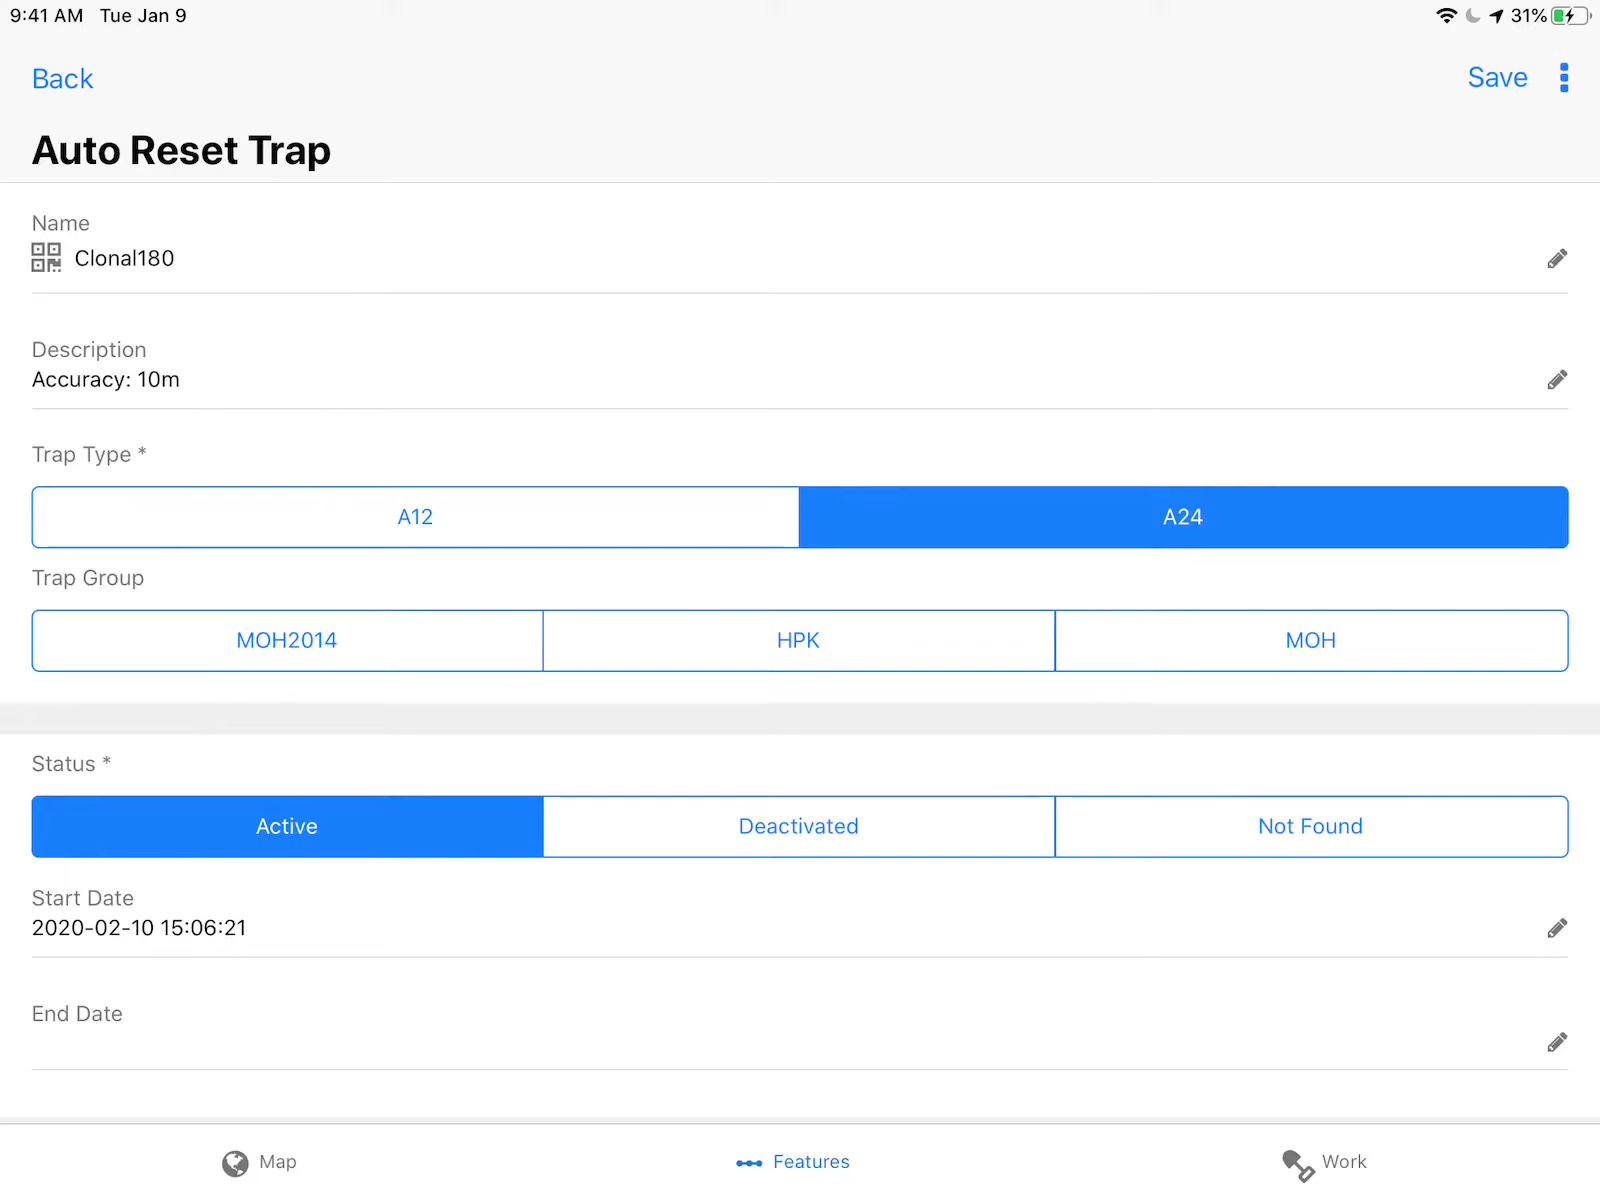 9:41 AM Tue Jan 9 31%
Back Save
Auto Reset Trap
Name
Clonal180
Description
Accuracy: 10m
Trap Type *
A12 A24
Trap Group
MOH2014 HPK MOH
Status *
Active Deactivated Not Found
Start Date
2020-02-10 15:06:21
End Date
Map Features Work